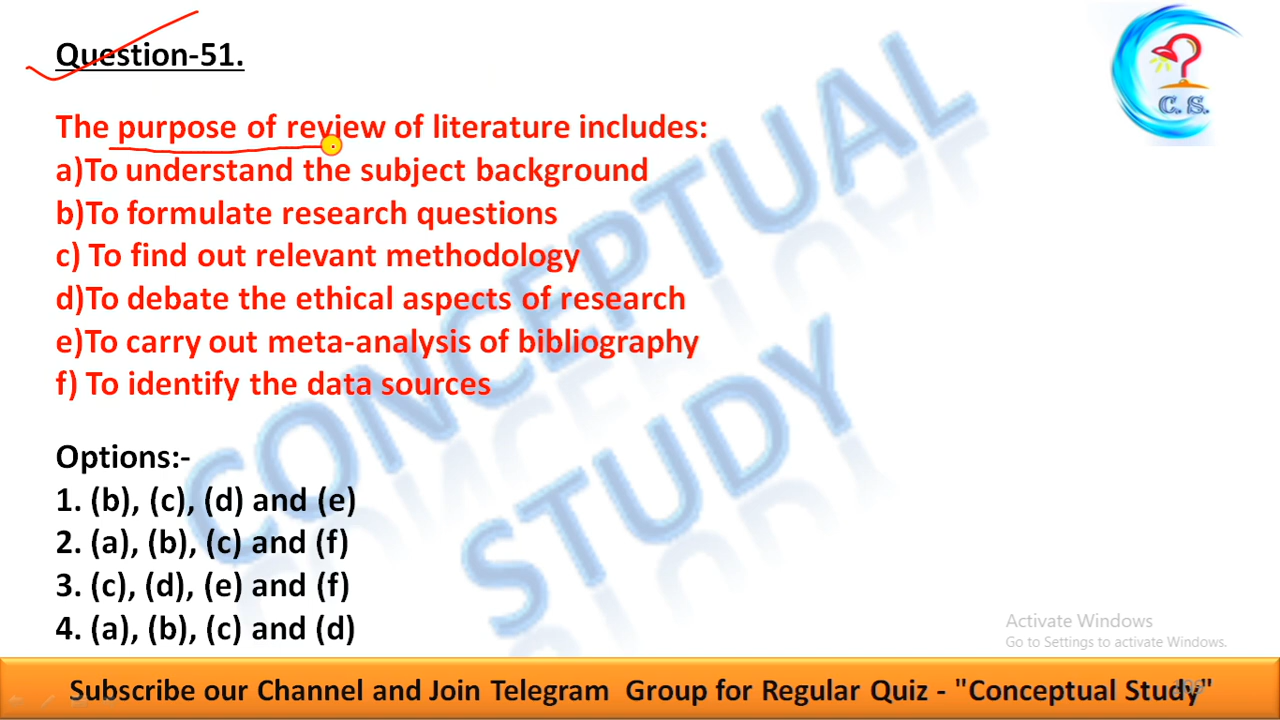 Question-51.
C. S.
The purpose of review of literature includes:
a)To understand the subject background
b)To formulate research questions
c) To find out relevant methodology
d)To debate the ethical aspects of research
e)To carry out meta-analysis of bibliography
f) To identify the data sources
CONCEPTUAL
STUDY
Options:-
1. (b), (c), (d) and (e)
2. (a), (b), (c) and (f)
3. (c), (d), (e) and (f)
4. (a), (b), (c) and (d)
Activate Windows
Go to Settings to activate Windows.
Subscribe our Channel and Join Telegram Group for Regular Quiz - "Conceptual Study"